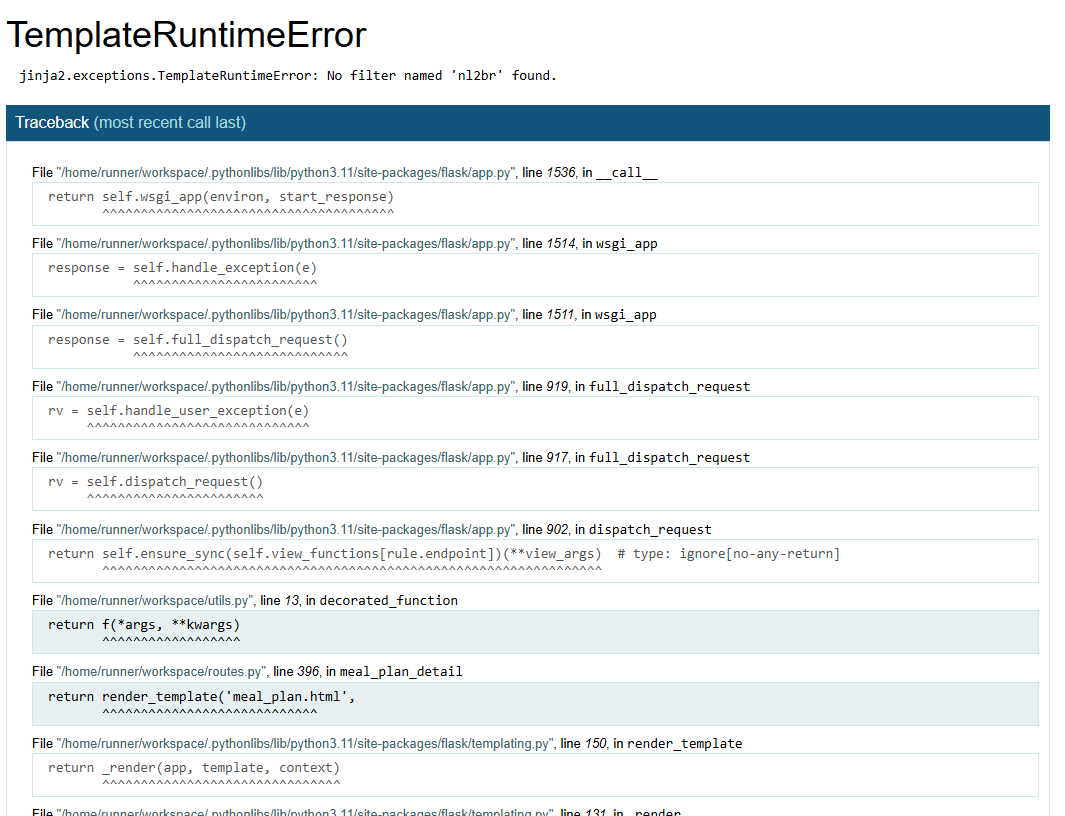 TemplateRuntimeError
jinja2.exceptions.TemplateRuntimeError: No filter named 'nl2br' found.
Traceback (most recent call last)
File "/home/runner/workspace/.pythonlibs/lib/python3.11/site-packages/flask/app.py", line 1536, in __call__
return self.wsgi_app(environ, start_response)
^^^^^^^^^^^^^^^^^^^^^^^^^^^^^^^^^^^^^^
File "/home/runner/workspace/.pythonlibs/lib/python3.11/site-packages/flask/app.py", line 1514, in wsgi_app
response = self.handle_exception(e)
^^^^^^^^^^^^^^^^^^^^^^^^
File "/home/runner/workspace/.pythonlibs/lib/python3.11/site-packages/flask/app.py", line 1511, in wsgi_app
response = self.full_dispatch_request()
^^^^^^^^^^^^^^^^^^^^^^^^^^^^
File "/home/runner/workspace/.pythonlibs/lib/python3.11/site-packages/flask/app.py", line 919, in full_dispatch_request
rv = self.handle_user_exception(e)
^^^^^^^^^^^^^^^^^^^^^^^^^^^^^
File "/home/runner/workspace/.pythonlibs/lib/python3.11/site-packages/flask/app.py", line 917, in full_dispatch_request
rv = self.dispatch_request()
^^^^^^^^^^^^^^^^^^^^^^^
File "/home/runner/workspace/.pythonlibs/lib/python3.11/site-packages/flask/app.py", line 902, in dispatch_request
return self.ensure_sync(self.view_functions[rule.endpoint])(**view_args)  # type: ignore[no-any-return]
^^^^^^^^^^^^^^^^^^^^^^^^^^^^^^^^^^^^^^^^^^^^^^^^^^^^^^^^^^^^^^^^^
File "/home/runner/workspace/utils.py", line 13, in decorated_function
return f(*args, **kwargs)
^^^^^^^^^^^^^^^^^^
File "/home/runner/workspace/routes.py", line 396, in meal_plan_detail
return render_template('meal_plan.html',
^^^^^^^^^^^^^^^^^^^^^^^^^^^^
File "/home/runner/workspace/.pythonlibs/lib/python3.11/site-packages/flask/templating.py", line 150, in render_template
return _render(app, template, context)
^^^^^^^^^^^^^^^^^^^^^^^^^^^^^^^
File "/home/runner/workspace/.pythonlibs/lib/python3.11/site-packages/flask/templating.py", line 131, in _render